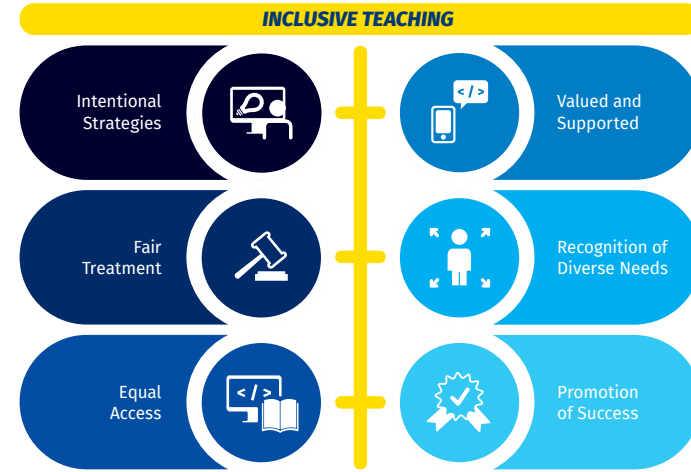 INCLUSIVE TEACHING
Intentional
Strategies
</>
Valued and
Supported
Fair
Treatment
Recognition of
Diverse Needs
Equal
Access
</>
Promotion
of Success